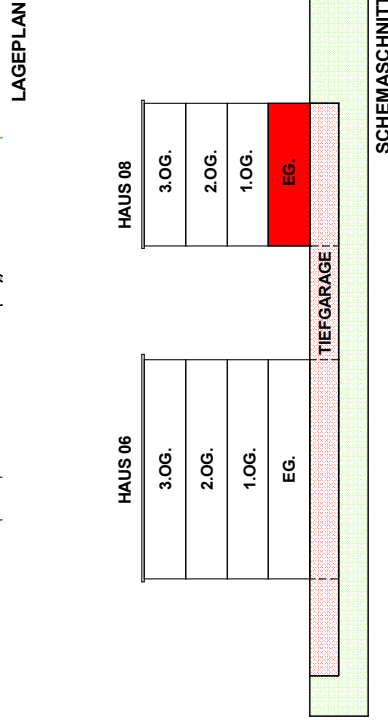 LAGEPLAN
HAUS 06
3.OG.
2.OG.
1.OG.
EG.
HAUS 08
3.OG.
2.OG.
1.OG.
EG.
TIEFGARAGE
SCHEMASCHNITT